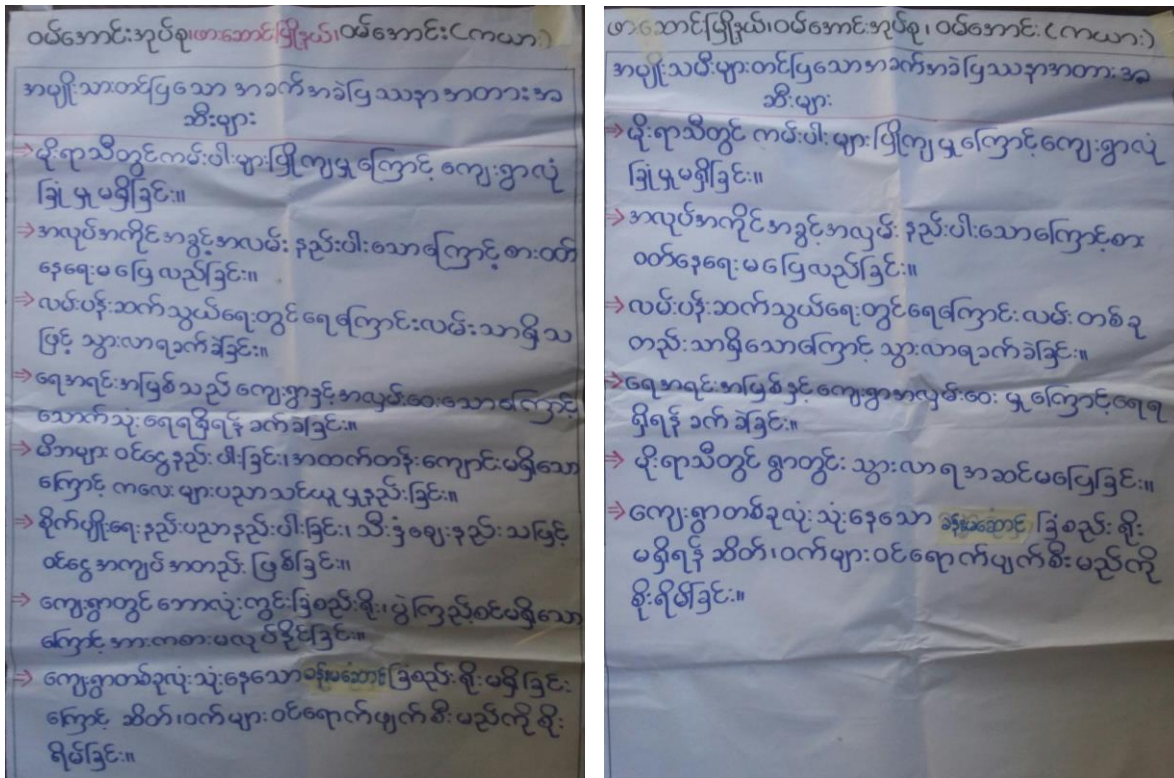 ဝမ်အောင်းအုပ်စု၊ဖားဆောင်မြို့နယ်၊ဝမ်အောင်း(ကယား)
အမျိုးသားတင်ပြသော အခက်အခဲပြဿနာအတားအ
ဆီးများ
⇒ မိုးရာသီတွင်ကမ်းပါးများပြိုကျမှုကြောင့် ကျေးရွာလုံ
ခြုံမှုမရှိခြင်း။
⇒ အလုပ်အကိုင်အခွင့်အလမ်း နည်းပါးသောကြောင့်စားဝတ်
နေရေးမပြေလည်ခြင်း။
⇒ လမ်းပန်းဆက်သွယ်ရေးတွင်ရေကြောင်းလမ်းသာရှိသ
ဖြင့် သွားလာရခက်ခဲခြင်း။
⇒ ရေအရင်းအမြစ်သည် ကျေးရွာနှင့်အလှမ်းဝေးသောကြောင့်
သောက်သုံးရေရရှိရန် ခက်ခဲခြင်း။
⇒ မိဘများ ဝင်ငွေနည်းပါးခြင်း၊အထက်တန်းကျောင်းမရှိသော
ကြောင့် ကလေးများပညာသင်ယူမှုနည်းခြင်း။
⇒ စိုက်ပျိုးရေးနည်းပညာနည်းပါးခြင်း၊ သီးနှံဈေးနည်းသဖြင့်
ဝင်ငွေအကျပ်အတည်းဖြစ်ခြင်း။
⇒ ကျေးရွာတွင် ဘောလုံးကွင်းခြံစည်းရိုး၊ပွဲကြည့်စင်မရှိသော
ကြောင့်အားကစားမလုပ်နိုင်ခြင်း။
⇒ ကျေးရွာတစ်ခုလုံးသုံးနေသောခန်းမဆောင်ခြံစည်းရိုးမရှိခြင်း
ကြောင့် ဆိတ်၊ဝက်များဝင်ရောက်ဖျက်စီးမည်ကိုစိုး
ရိမ်ခြင်း။
ဖားဆောင်မြို့နယ်၊ဝမ်အောင်းအုပ်စု၊ ဝမ်အောင်း(ကယား)
အမျိုးသမီးများတင်ပြသောအခက်အခဲပြဿနာအတားအ
ဆီးများ
⇒ မိုးရာသီတွင် ကမ်းပါးများပြိုကျမှုကြောင့်ကျေးရွာလုံ
ခြုံမှုမရှိခြင်း။
⇒ အလုပ်အကိုင်အခွင့်အလှမ်း နည်းပါးသောကြောင့်စား
ဝတ်နေရေးမပြေလည်ခြင်း။
⇒ လမ်းပန်းဆက်သွယ်ရေးတွင်ရေကြောင်းလမ်းတစ်ခု
တည်းသာရှိသောကြောင့် သွားလာရခက်ခဲခြင်း။
⇒ ရေအရင်းအမြစ်နှင့်ကျေးရွာအလှမ်းဝေးမှုကြောင့်ရေရ
ရှိရန် ခက်ခဲခြင်း။
⇒ မိုးရာသီတွင် ရွာတွင်းသွားလာရအဆင်မပြေခြင်း။
⇒ ကျေးရွာတစ်ခုလုံးသုံးနေသော ခန်းမဆောင် ခြံစည်းရိုး
မရှိရန် ဆိတ်၊ဝက်များဝင်ရောက်ဖျက်စီးမည်ကို
စိုးရိမ်ခြင်း။